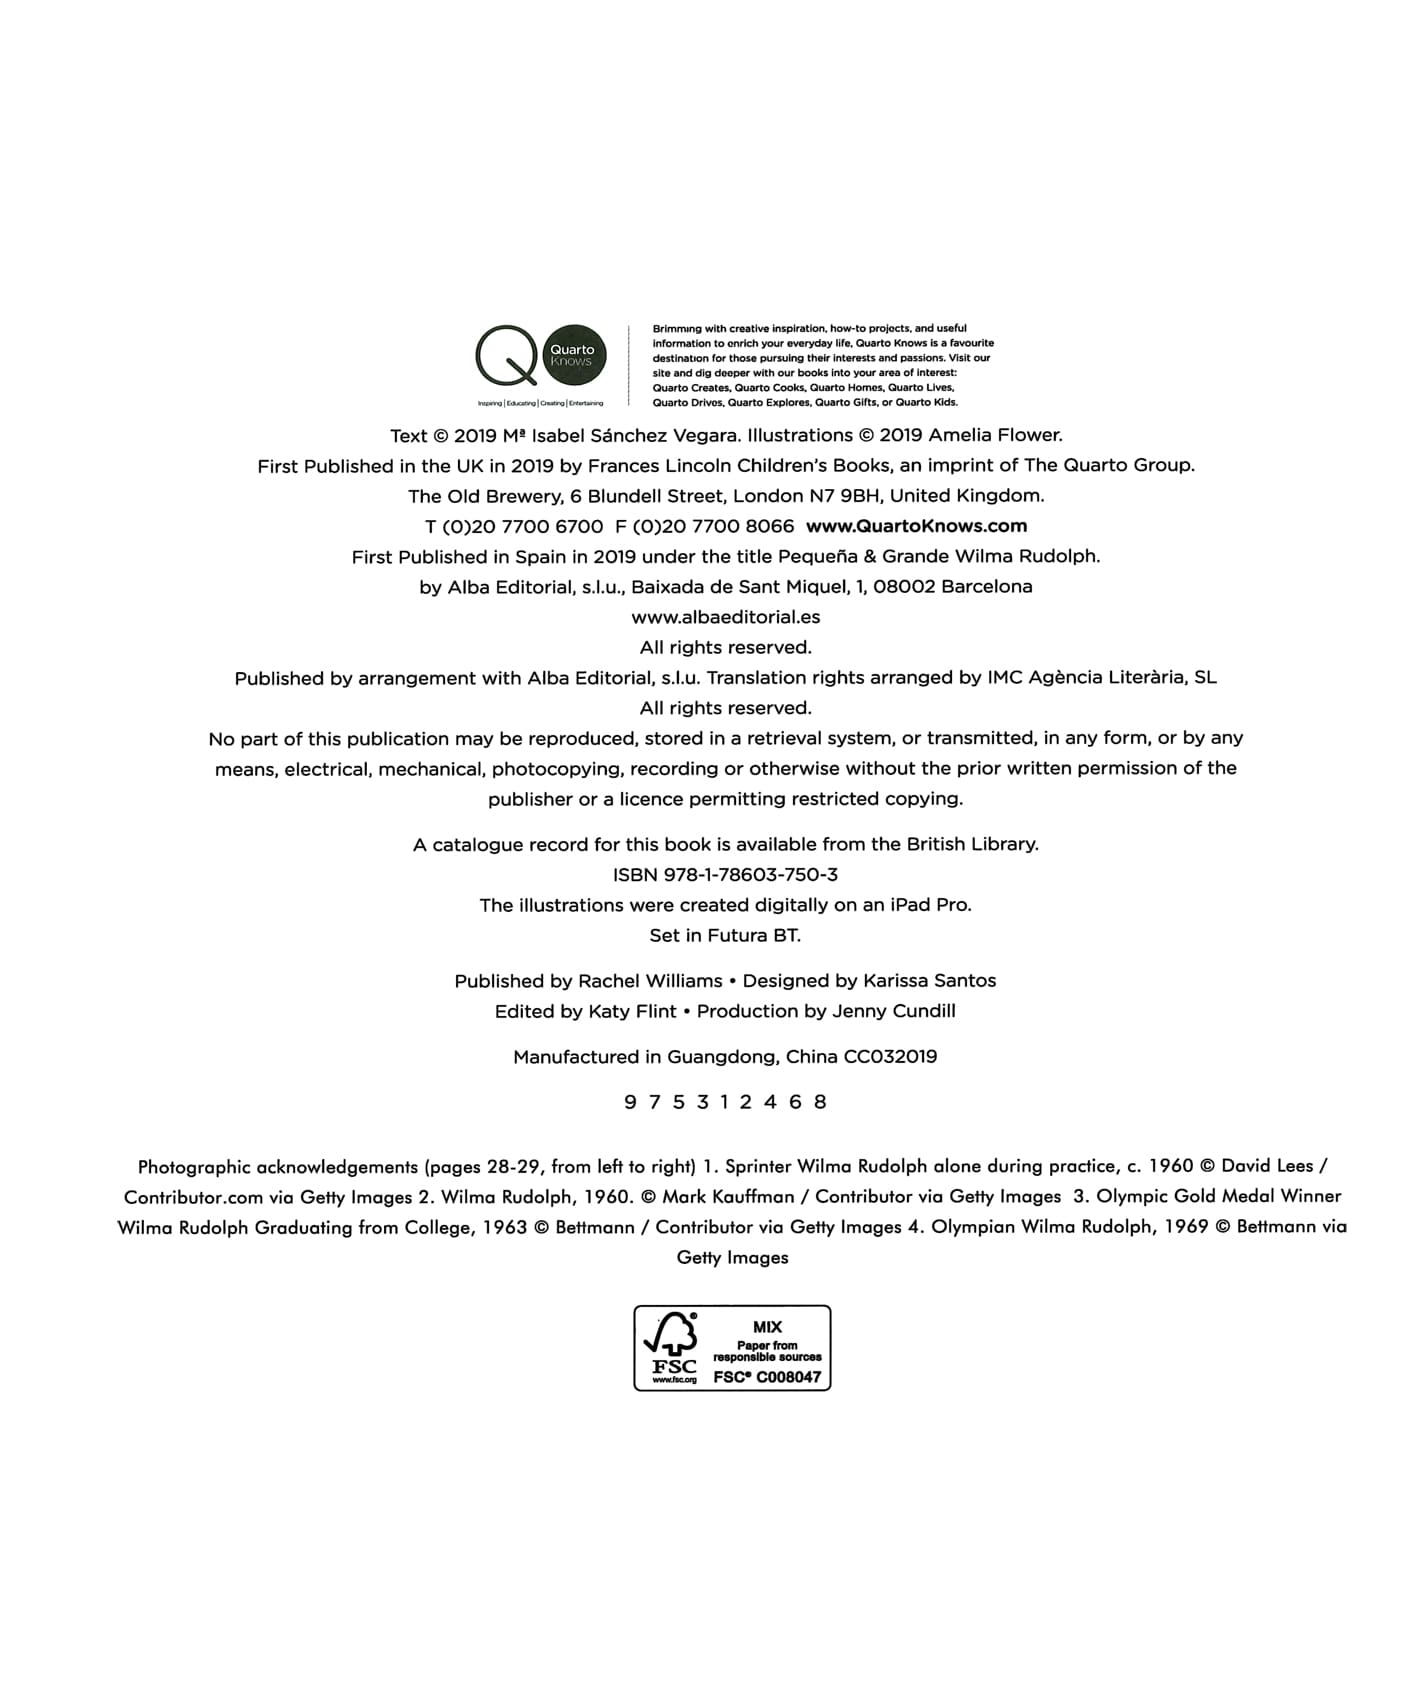 Quarto
Knows
Inspiring | Educating | Creating | Entertaining
Brimming with creative inspiration, how-to projects, and useful
information to enrich your everyday life, Quarto Knows is a favourite
destination for those pursuing their interests and passions. Visit our
site and dig deeper with our books into your area of interest:
Quarto Creates, Quarto Cooks, Quarto Homes, Quarto Lives,
Quarto Drives, Quarto Explores, Quarto Gifts, or Quarto Kids.
Text © 2019 Mª Isabel Sánchez Vegara. Illustrations © 2019 Amelia Flower.
First Published in the UK in 2019 by Frances Lincoln Children's Books, an imprint of The Quarto Group.
The Old Brewery, 6 Blundell Street, London N7 9BH, United Kingdom.
T (0)20 7700 6700 F (0)20 7700 8066 www.QuartoKnows.com
First Published in Spain in 2019 under the title Pequeña & Grande Wilma Rudolph.
by Alba Editorial, s.l.u., Baixada de Sant Miquel, 1, 08002 Barcelona
www.albaeditorial.es
All rights reserved.
Published by arrangement with Alba Editorial, s.l.u. Translation rights arranged by IMC Agència Literària, SL
All rights reserved.
No part of this publication may be reproduced, stored in a retrieval system, or transmitted, in any form, or by any
means, electrical, mechanical, photocopying, recording or otherwise without the prior written permission of the
publisher or a licence permitting restricted copying.
A catalogue record for this book is available from the British Library.
ISBN 978-1-78603-750-3
The illustrations were created digitally on an iPad Pro.
Set in Futura BT.
Published by Rachel Williams • Designed by Karissa Santos
Edited by Katy Flint • Production by Jenny Cundill
Manufactured in Guangdong, China CC032019
9 7 5 3 1 2 4 6 8
Photographic acknowledgements (pages 28-29, from left to right) 1. Sprinter Wilma Rudolph alone during practice, c. 1960 © David Lees /
Contributor.com via Getty Images 2. Wilma Rudolph, 1960. © Mark Kauffman / Contributor via Getty Images 3. Olympic Gold Medal Winner
Wilma Rudolph Graduating from College, 1963 © Bettmann / Contributor via Getty Images 4. Olympian Wilma Rudolph, 1969 © Bettmann via
Getty Images
FSC
www.fsc.org
MIX
Paper from
responsible sources
FSC® C008047